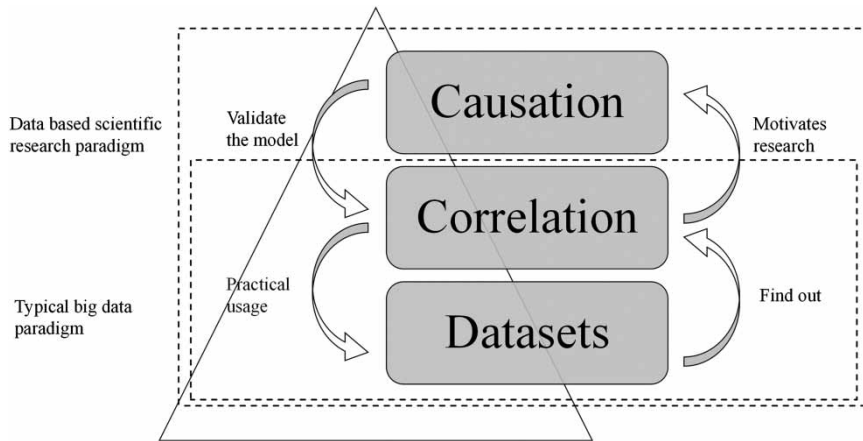 Causation
Data based scientific
research paradigm
Validate
the model
Motivates
research
Correlation
Typical big data
paradigm
Practical
usage
Find out
Datasets